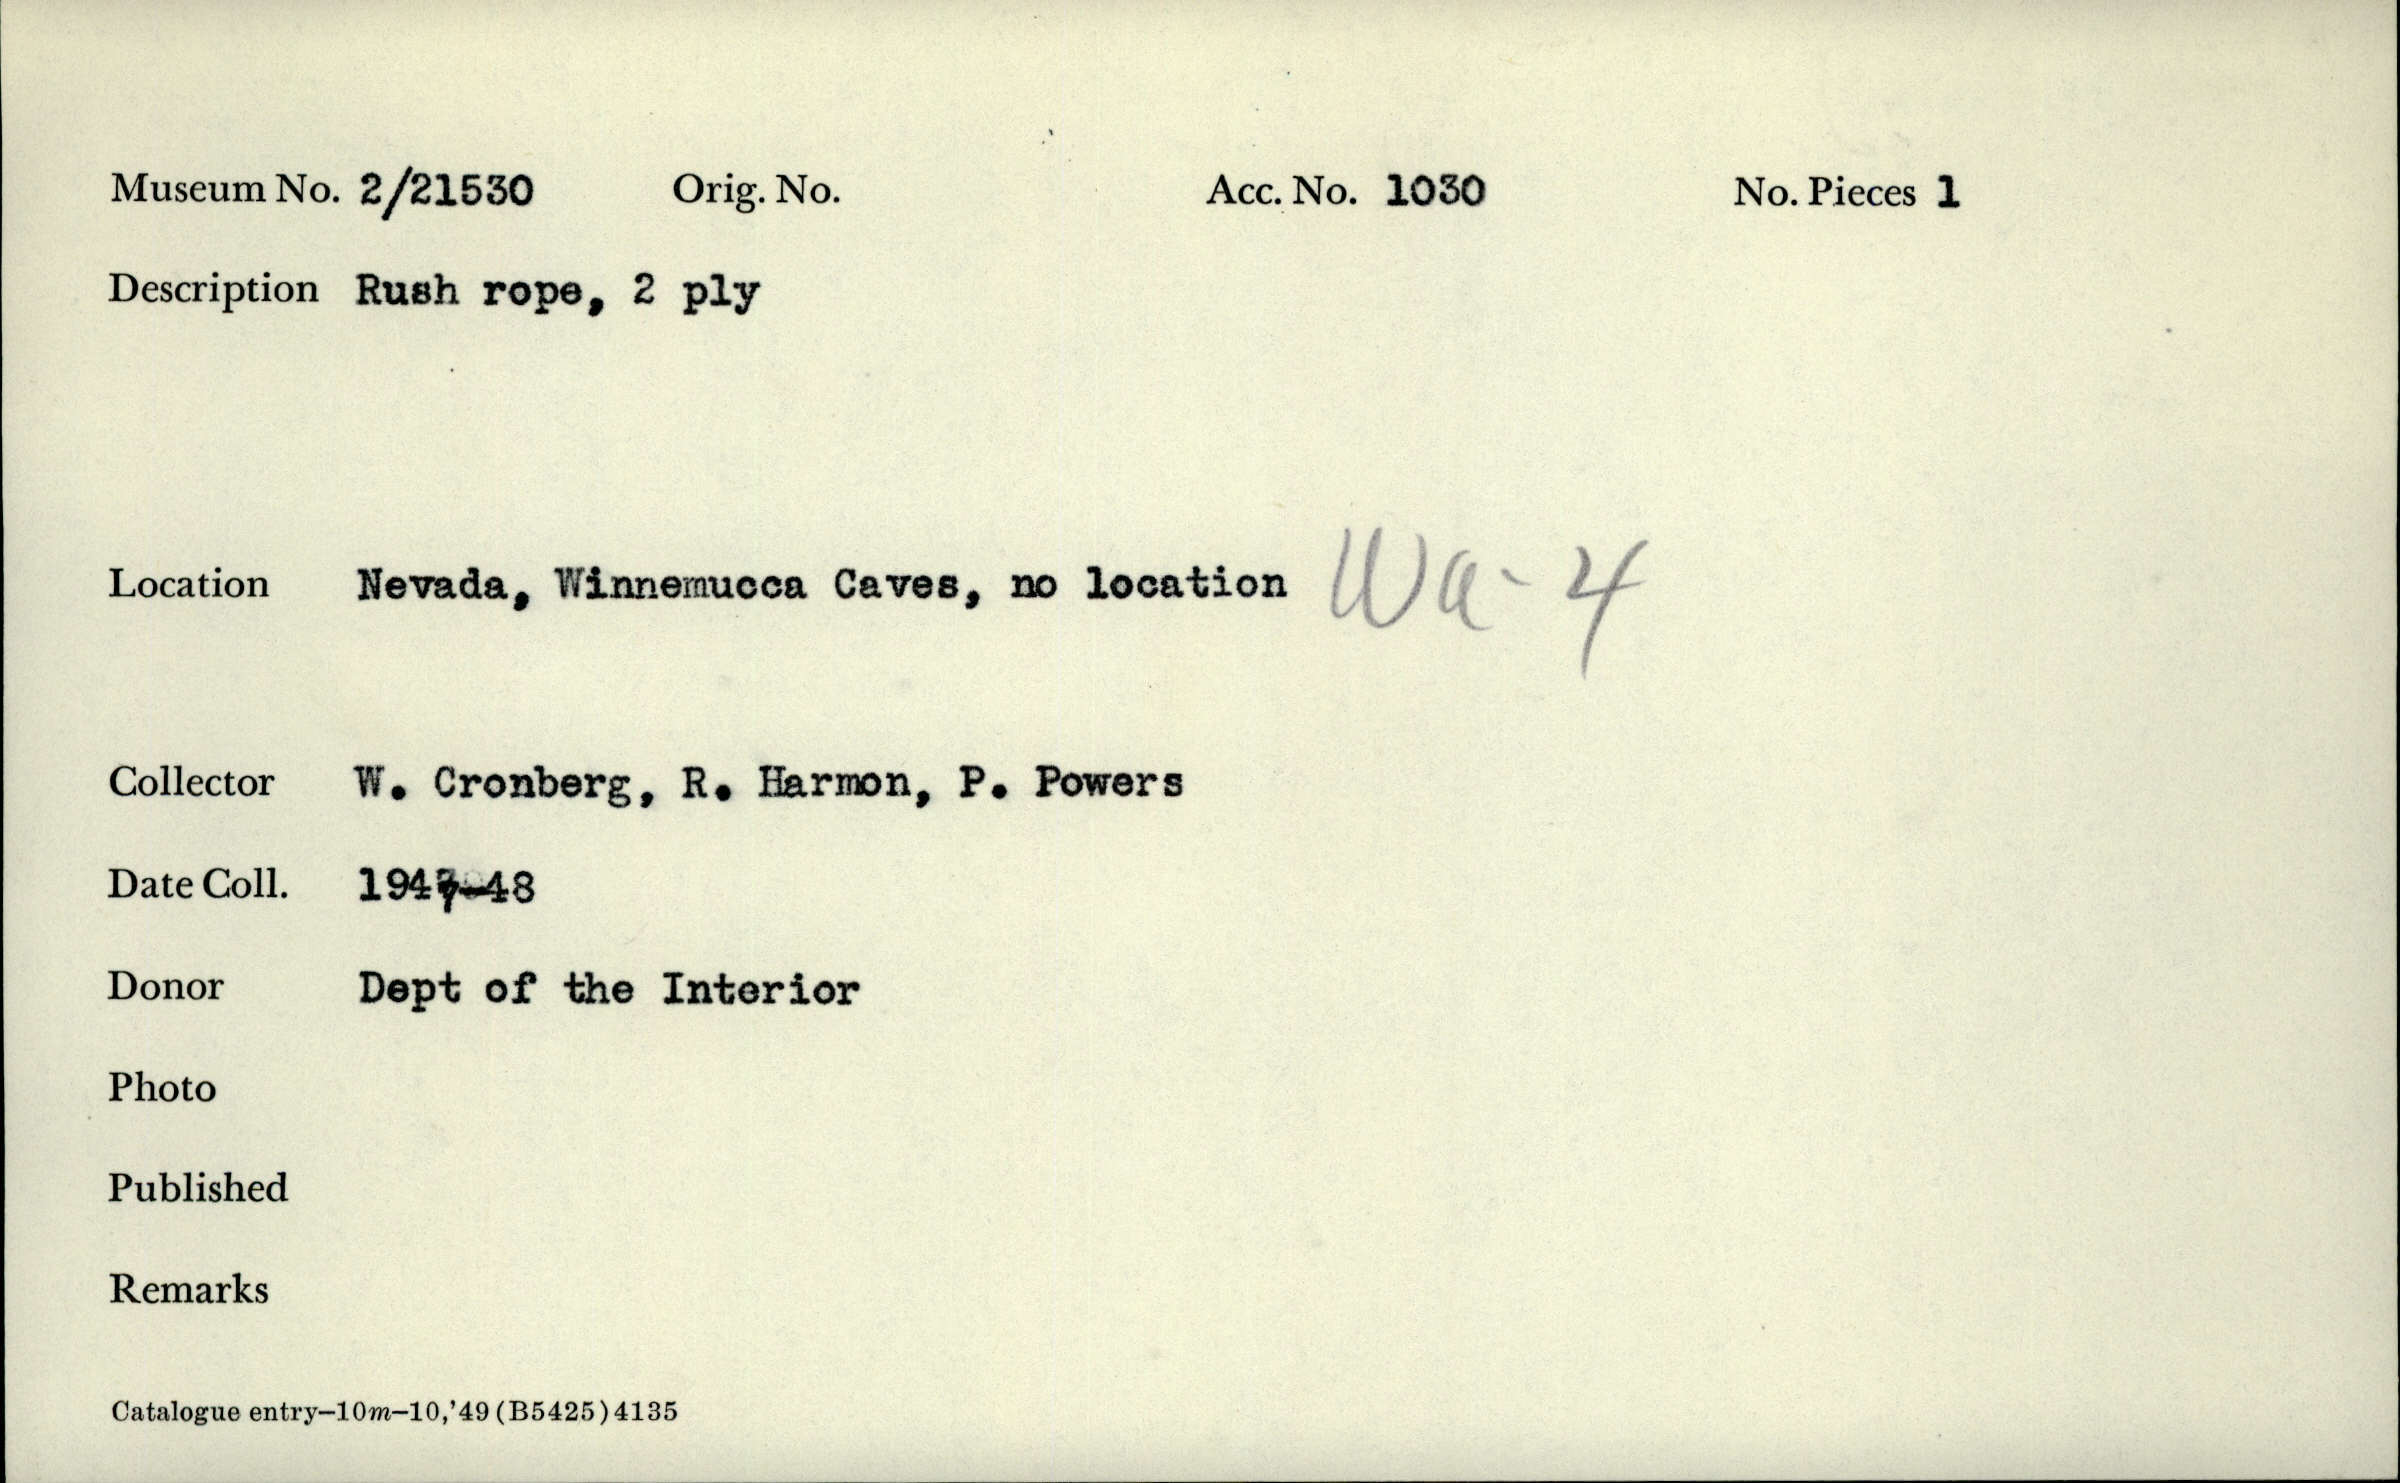 Museum No. 2/21530 Orig. No. Acc. No. 1030 No. Pieces 1
Description Rush rope, 2 ply
Location Nevada, Winnemucca Caves, no location Wa-4
Collector W. Cronberg, R. Harmon, P. Powers
Date Coll. 1947-48
Donor Dept of the Interior
Photo
Published
Remarks
Catalogue entry—10m—10,'49 (B5425) 4135